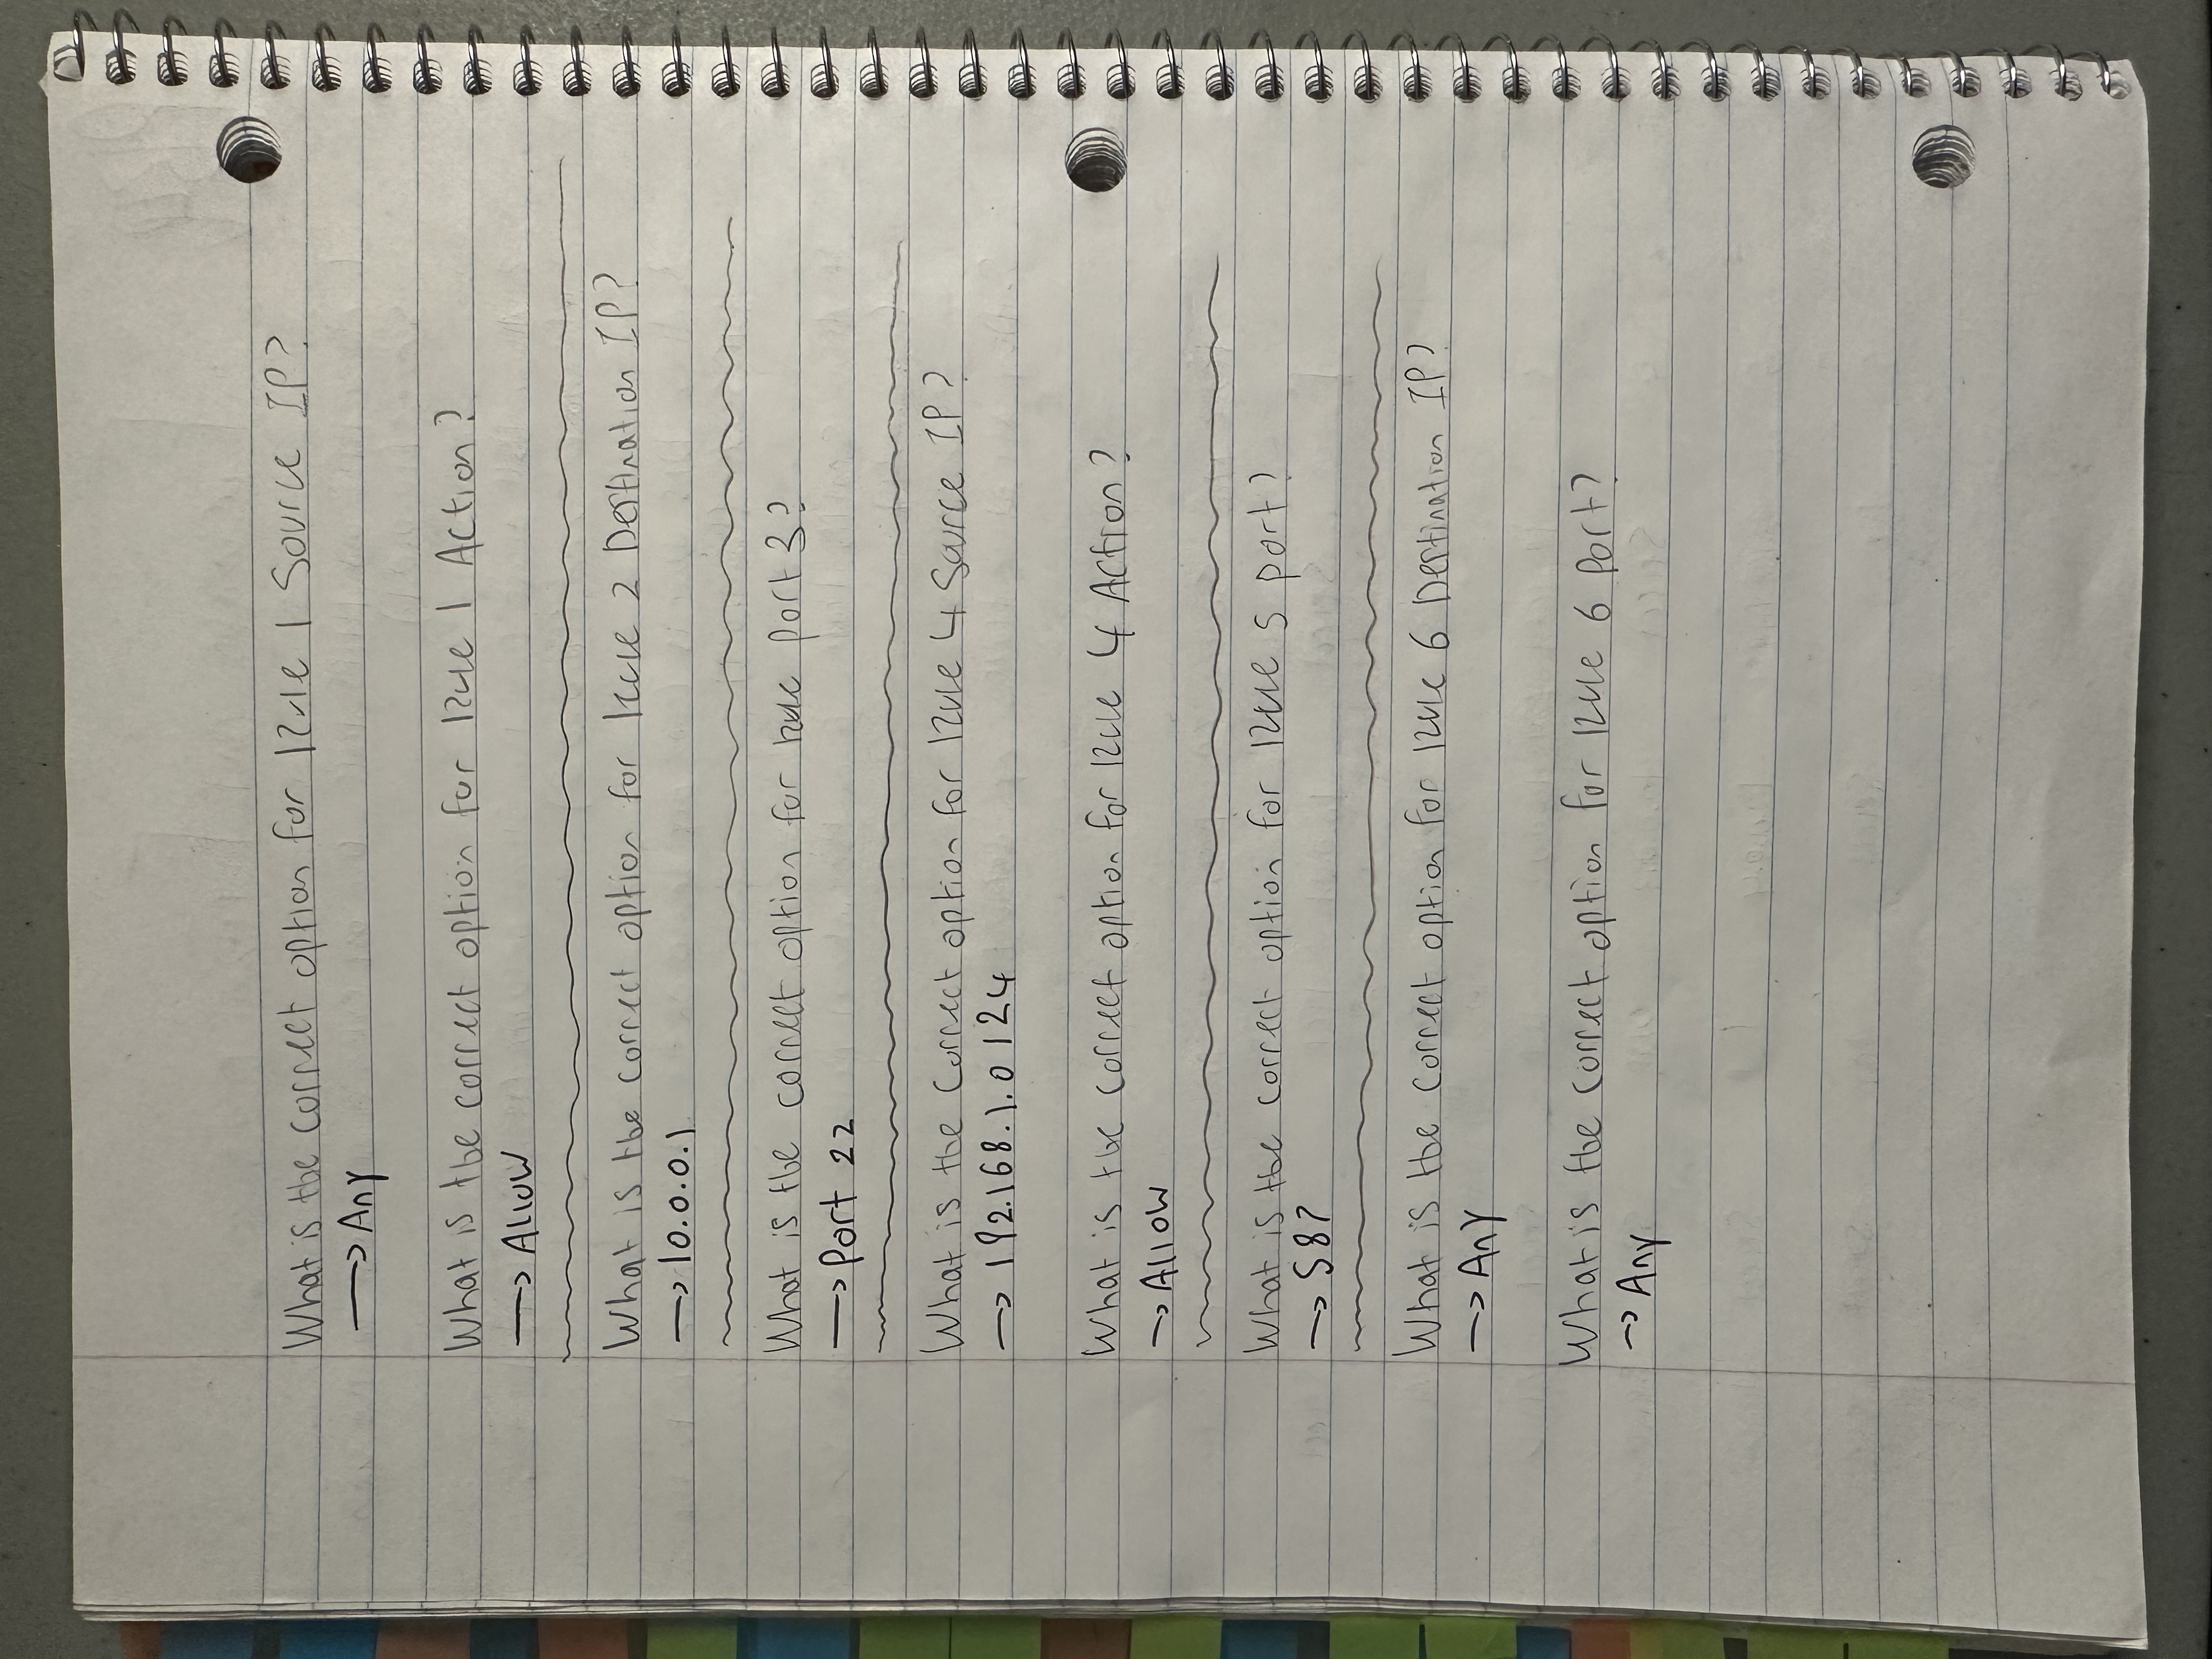 What is the correct option for Rule 1 Source IP?
→ Any
What is the correct option for Rule 1 Action?
→ Allow
What is the correct option for Rule 2 Destination IP?
→ 10.0.0.1
What is the correct option for rule port 3?
→ Port 22
What is the correct option for Rule 4 Source IP?
→ 192.168.1.0/24
What is the correct option for Rule 4 Action?
→ Allow
What is the correct option for Rule 5 port?
→ 587
What is the correct option for Rule 6 Destination IP?
→ Any
What is the correct option for Rule 6 Port?
→ Any